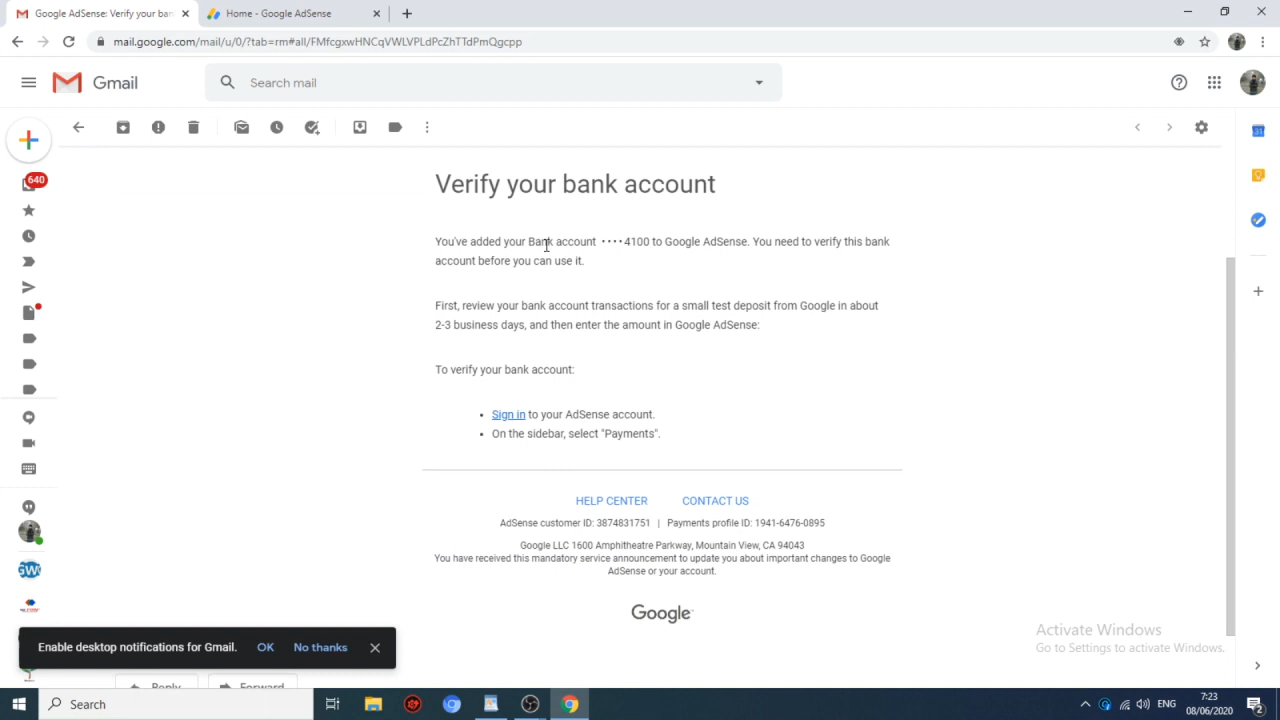 Google AdSense: Verify your ban
Home - Google AdSense
mail.google.com/mail/u/0/?tab=rm#all/FMfcgxwHNCqVWLVPLdPcZhTTdPmQgcpp
Gmail
Search mail
640
31
Verify your bank account
You've added your Bank account ····4100 to Google AdSense. You need to verify this bank
account before you can use it.
First, review your bank account transactions for a small test deposit from Google in about
2-3 business days, and then enter the amount in Google AdSense:
To verify your bank account:
• Sign in to your AdSense account.
• On the sidebar, select "Payments".
HELP CENTER CONTACT US
AdSense customer ID: 3874831751 | Payments profile ID: 1941-6476-0895
Google LLC 1600 Amphitheatre Parkway, Mountain View, CA 94043
You have received this mandatory service announcement to update you about important changes to Google
AdSense or your account.
Google
Activate Windows
Go to Settings to activate Windows.
Enable desktop notifications for Gmail. OK No thanks
Reply Forward
Search
ENG
7:23
08/06/2020
2